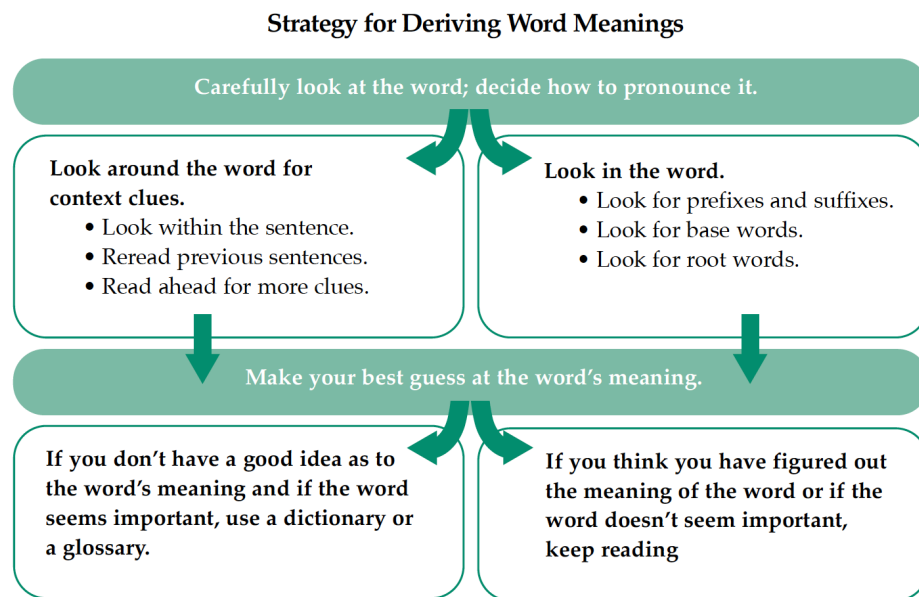 Strategy for Deriving Word Meanings
Carefully look at the word; decide how to pronounce it.
Look around the word for
context clues.
• Look within the sentence.
• Reread previous sentences.
• Read ahead for more clues.
Look in the word.
• Look for prefixes and suffixes.
• Look for base words.
• Look for root words.
Make your best guess at the word’s meaning.
If you don’t have a good idea as to
the word’s meaning and if the word
seems important, use a dictionary or
a glossary.
If you think you have figured out
the meaning of the word or if the
word doesn’t seem important,
keep reading